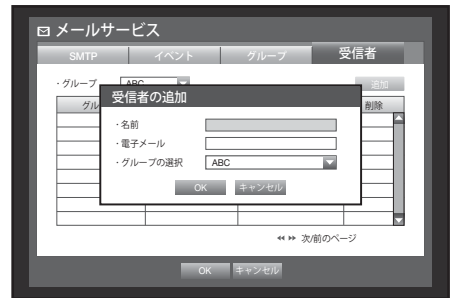 メールサービス
SMTP イベント グループ 受信者
・グループ ABC 追加
グル 削除
受信者の追加
・名前
・電子メール
・グループの選択 ABC
OK キャンセル
次/前のページ
OK キャンセル